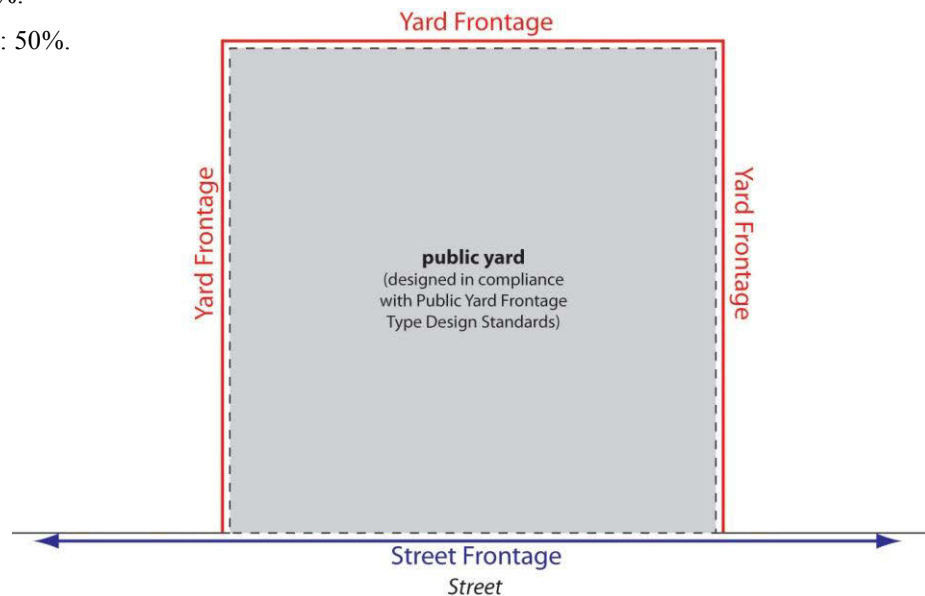 : 50%.
Yard Frontage
Yard Frontage
Yard Frontage
public yard
(designed in compliance
with Public Yard Frontage
Type Design Standards)
Street Frontage
Street